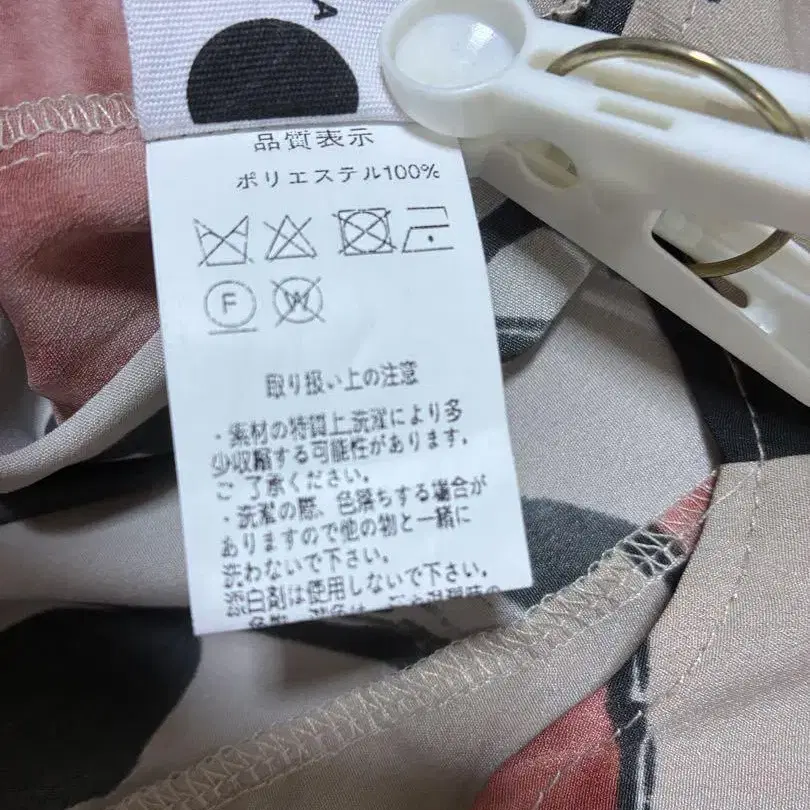 A
品質表示
ポリエステル100%
F W
取り扱い上の注意
・素材の特質上洗濯により多
少収縮する可能性があります。
ご了承ください。
・洗濯の際、色落ちする場合が
ありますので他の物と一緒に
洗わないで下さい。
漂白剤は使用しないで下さい。